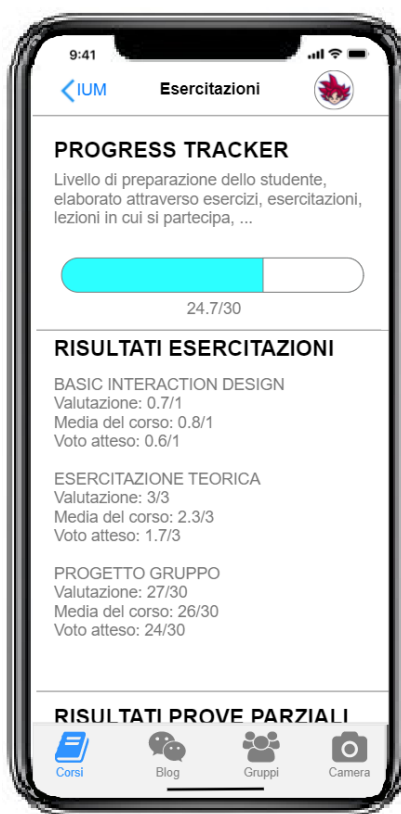 9:41
IUM Esercitazioni
PROGRESS TRACKER
Livello di preparazione dello studente,
elaborato attraverso esercizi, esercitazioni,
lezioni in cui si partecipa, ...
24.7/30
RISULTATI ESERCITAZIONI
BASIC INTERACTION DESIGN
Valutazione: 0.7/1
Media del corso: 0.8/1
Voto atteso: 0.6/1
ESERCITAZIONE TEORICA
Valutazione: 3/3
Media del corso: 2.3/3
Voto atteso: 1.7/3
PROGETTO GRUPPO
Valutazione: 27/30
Media del corso: 26/30
Voto atteso: 24/30
RISULTATI PROVE PARZIALI
Corsi Blog Gruppi Camera